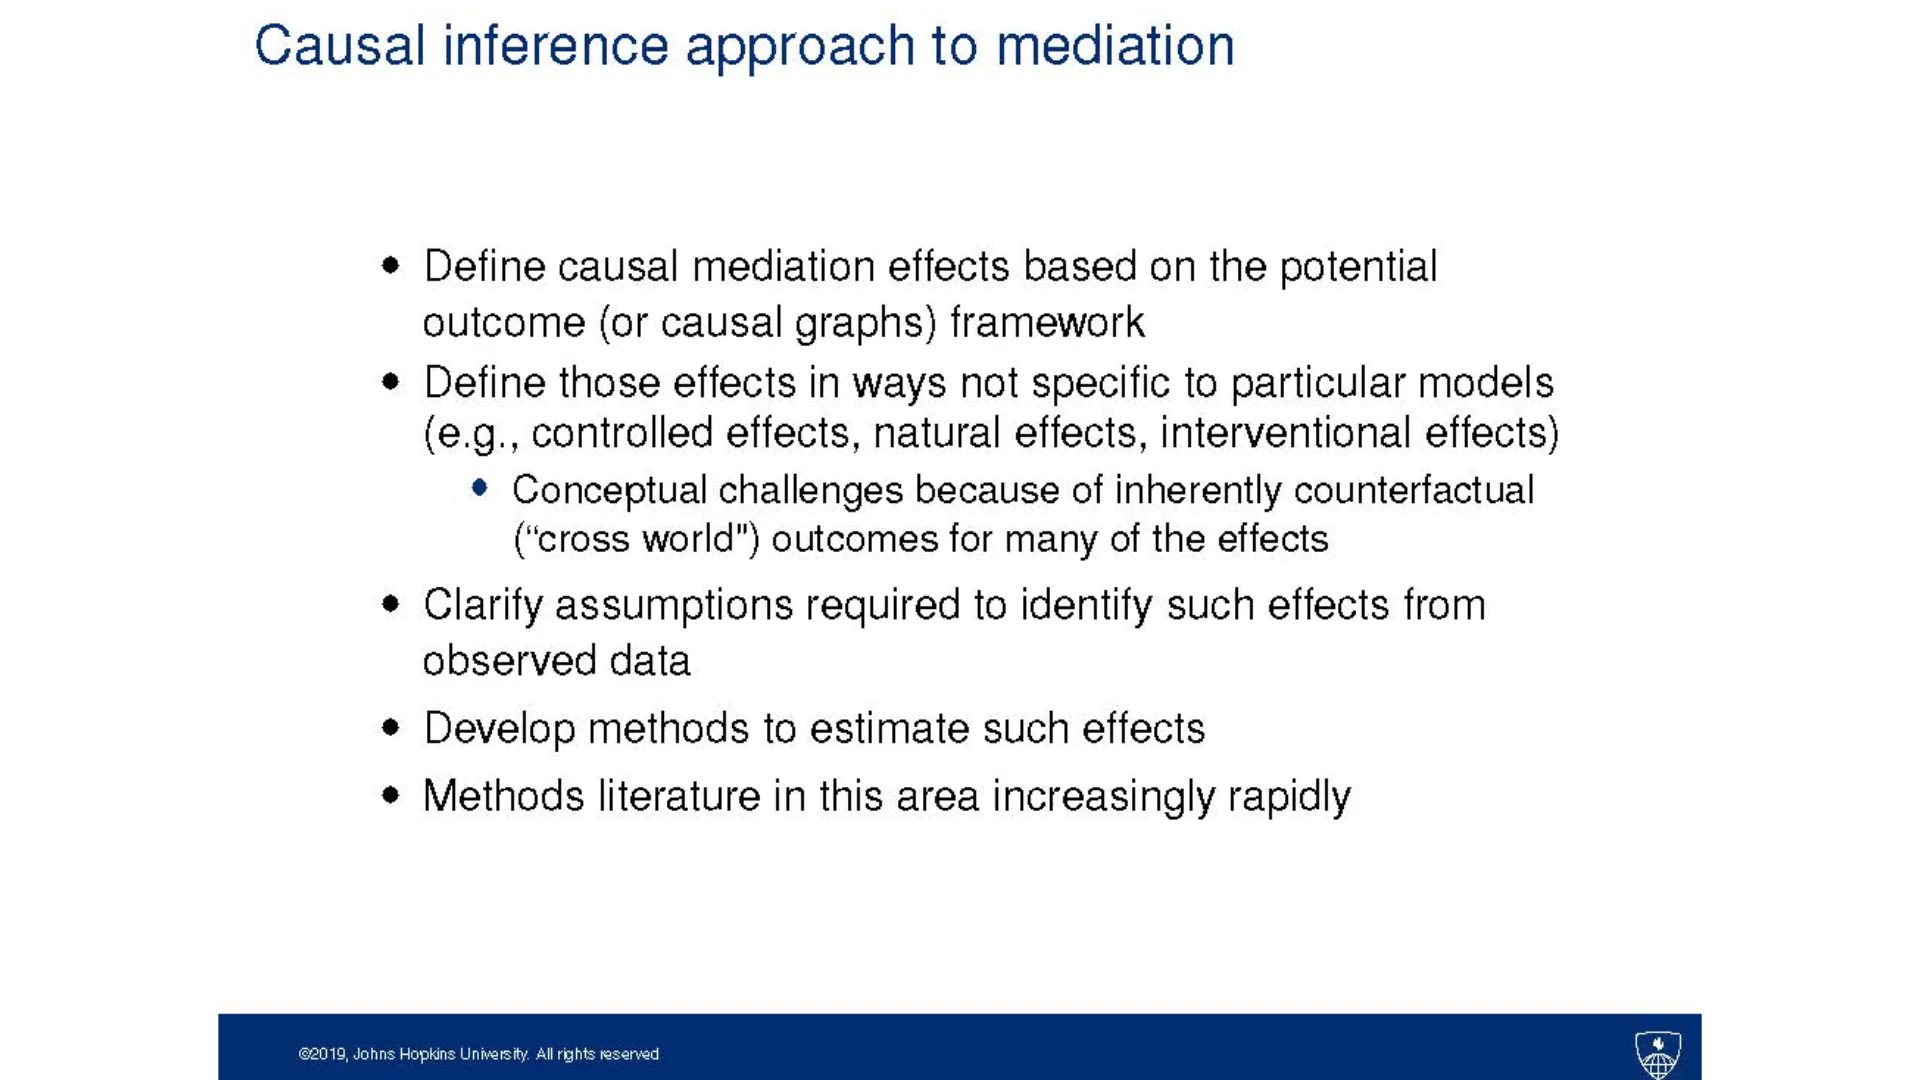 Causal inference approach to mediation
• Define causal mediation effects based on the potential
outcome (or causal graphs) framework
• Define those effects in ways not specific to particular models
(e.g., controlled effects, natural effects, interventional effects)
• Conceptual challenges because of inherently counterfactual
(“cross world") outcomes for many of the effects
• Clarify assumptions required to identify such effects from
observed data
• Develop methods to estimate such effects
• Methods literature in this area increasingly rapidly
©2019, Johns Hopkins University. All rights reserved